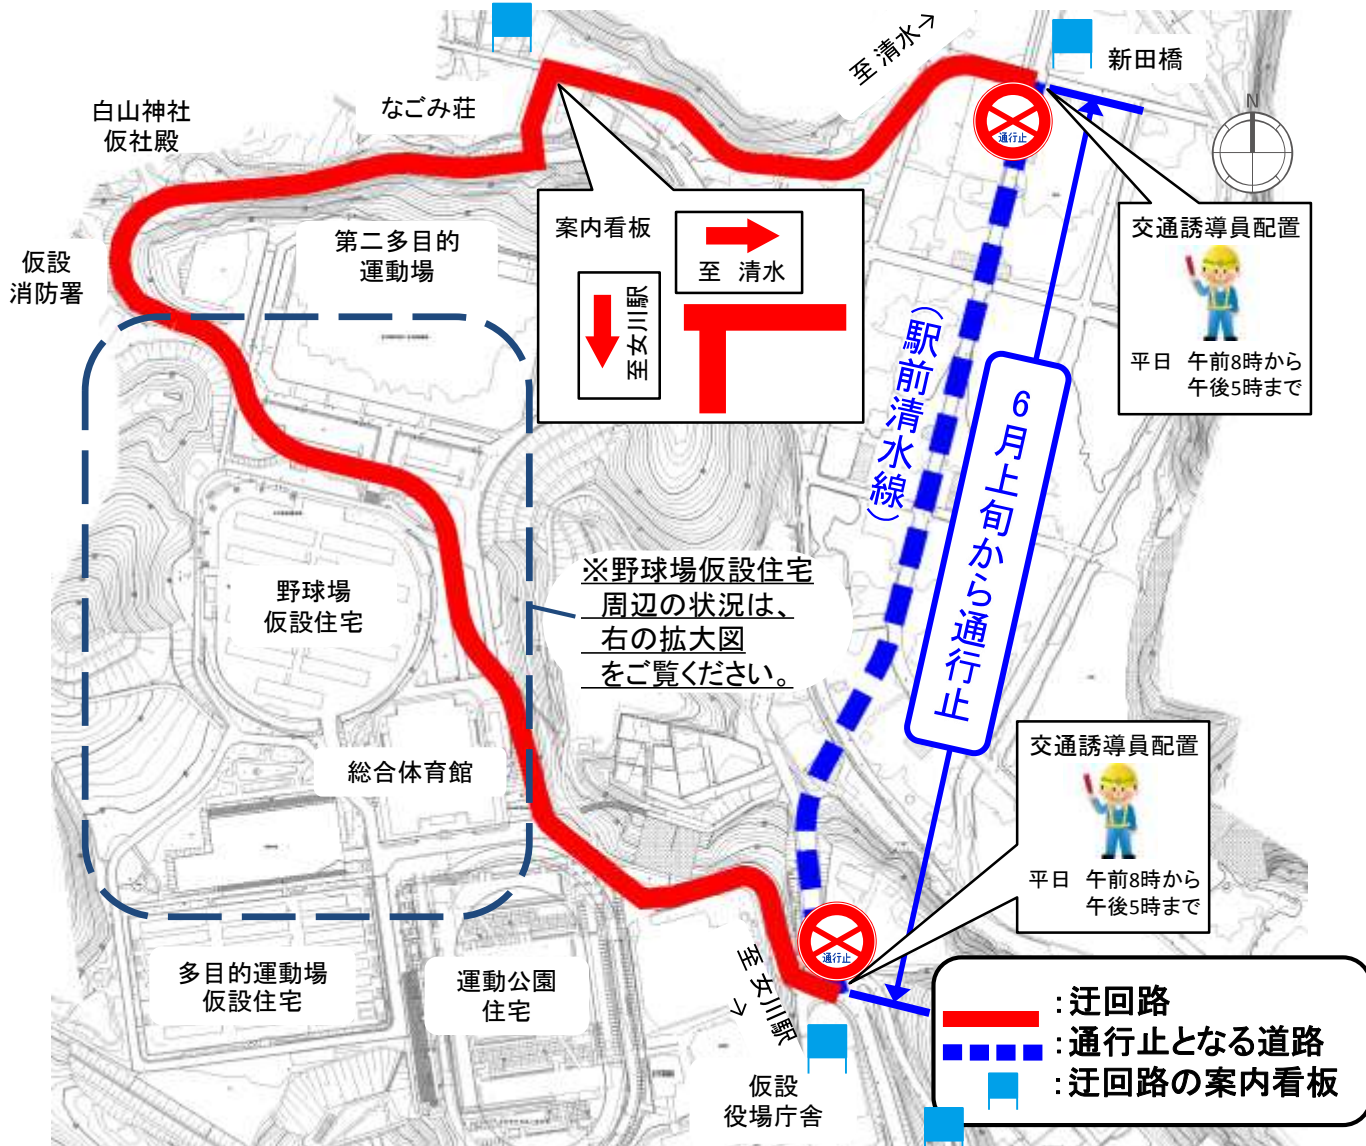 至 清水→
新田橋
なごみ荘
白山神社
仮社殿
通行止
N
案内看板
至 清水
至女川駅
交通誘導員配置
平日 午前8時から
午後5時まで
第二多目的
運動場
仮設
消防署
(駅前清水線)
6月上旬から通行止
※野球場仮設住宅
周辺の状況は、
右の拡大図
をご覧ください。
野球場
仮設住宅
総合体育館
交通誘導員配置
平日 午前8時から
午後5時まで
通行止
多目的運動場
仮設住宅
運動公園
住宅
至女川駅→
仮設
役場庁舎
:迂回路
:通行止となる道路
:迂回路の案内看板